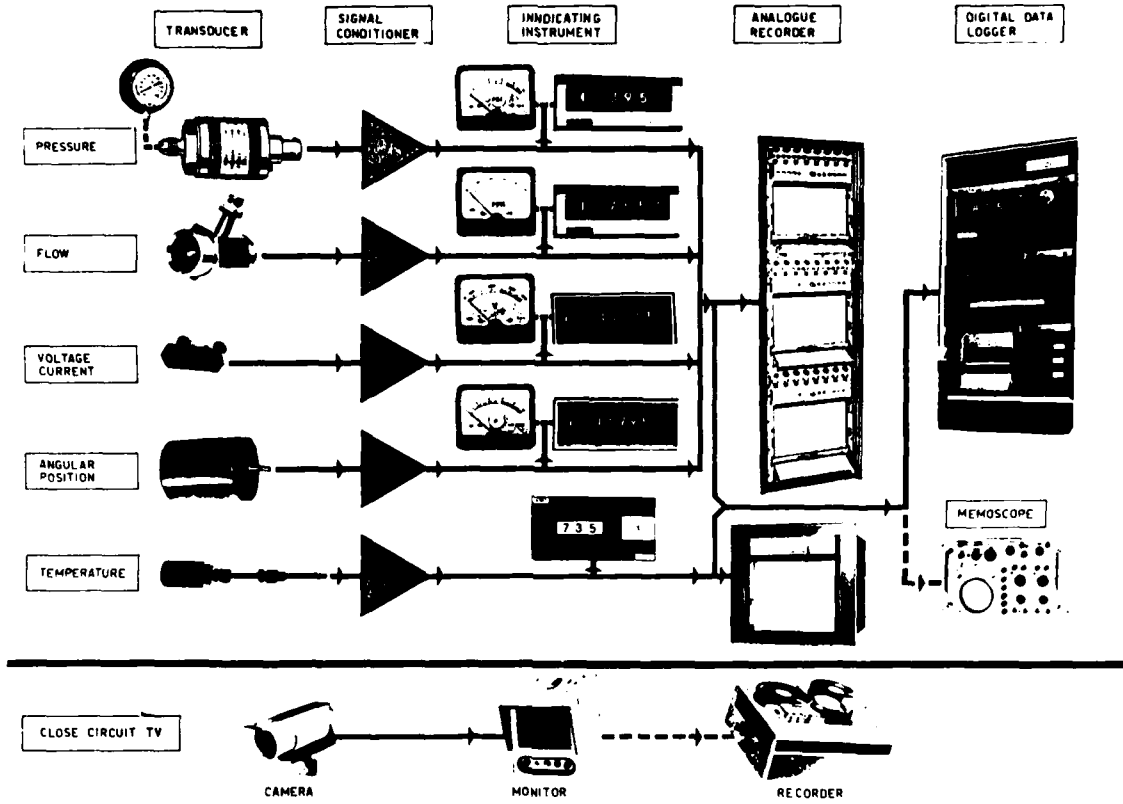 TRANSDUCER
SIGNAL
CONDITIONER
INNDICATING
INSTRUMENT
ANALOGUE
RECORDER
DIGITAL DATA
LOGGER
PRESSURE
FLOW
VOLTAGE
CURRENT
ANGULAR
POSITION
735
MEMOSCOPE
TEMPERATURE
CLOSE CIRCUIT TV
CAMERA
MONITOR
RECORDER